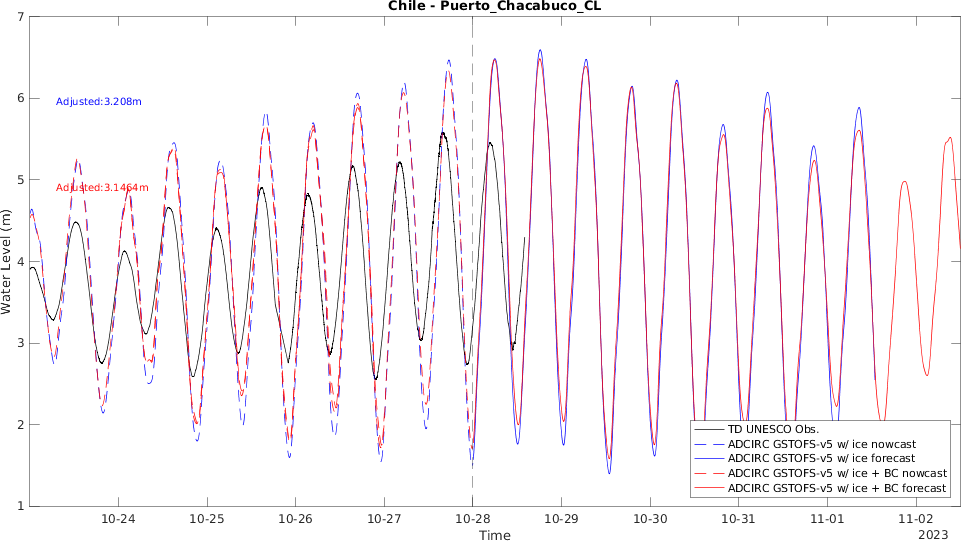 Chile - Puerto_Chacabuco_CL
7
6
5
4
3
2
1
Water Level (m)
Adjusted:3.208m
Adjusted:3.1464m
TD UNESCO Obs.
ADCIRC GSTOFS-v5 w/ ice nowcast
ADCIRC GSTOFS-v5 w/ ice forecast
ADCIRC GSTOFS-v5 w/ ice + BC nowcast
ADCIRC GSTOFS-v5 w/ ice + BC forecast
10-24 10-25 10-26 10-27 10-28 10-29 10-30 10-31 11-01 11-02
2023
Time